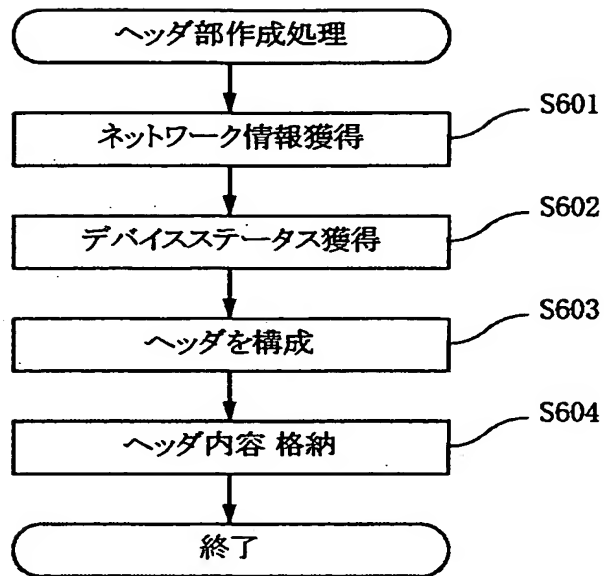 ヘッダ部作成処理
S601
ネットワーク情報獲得
S602
デバイスステータス獲得
S603
ヘッダを構成
S604
ヘッダ内容 格納
終了